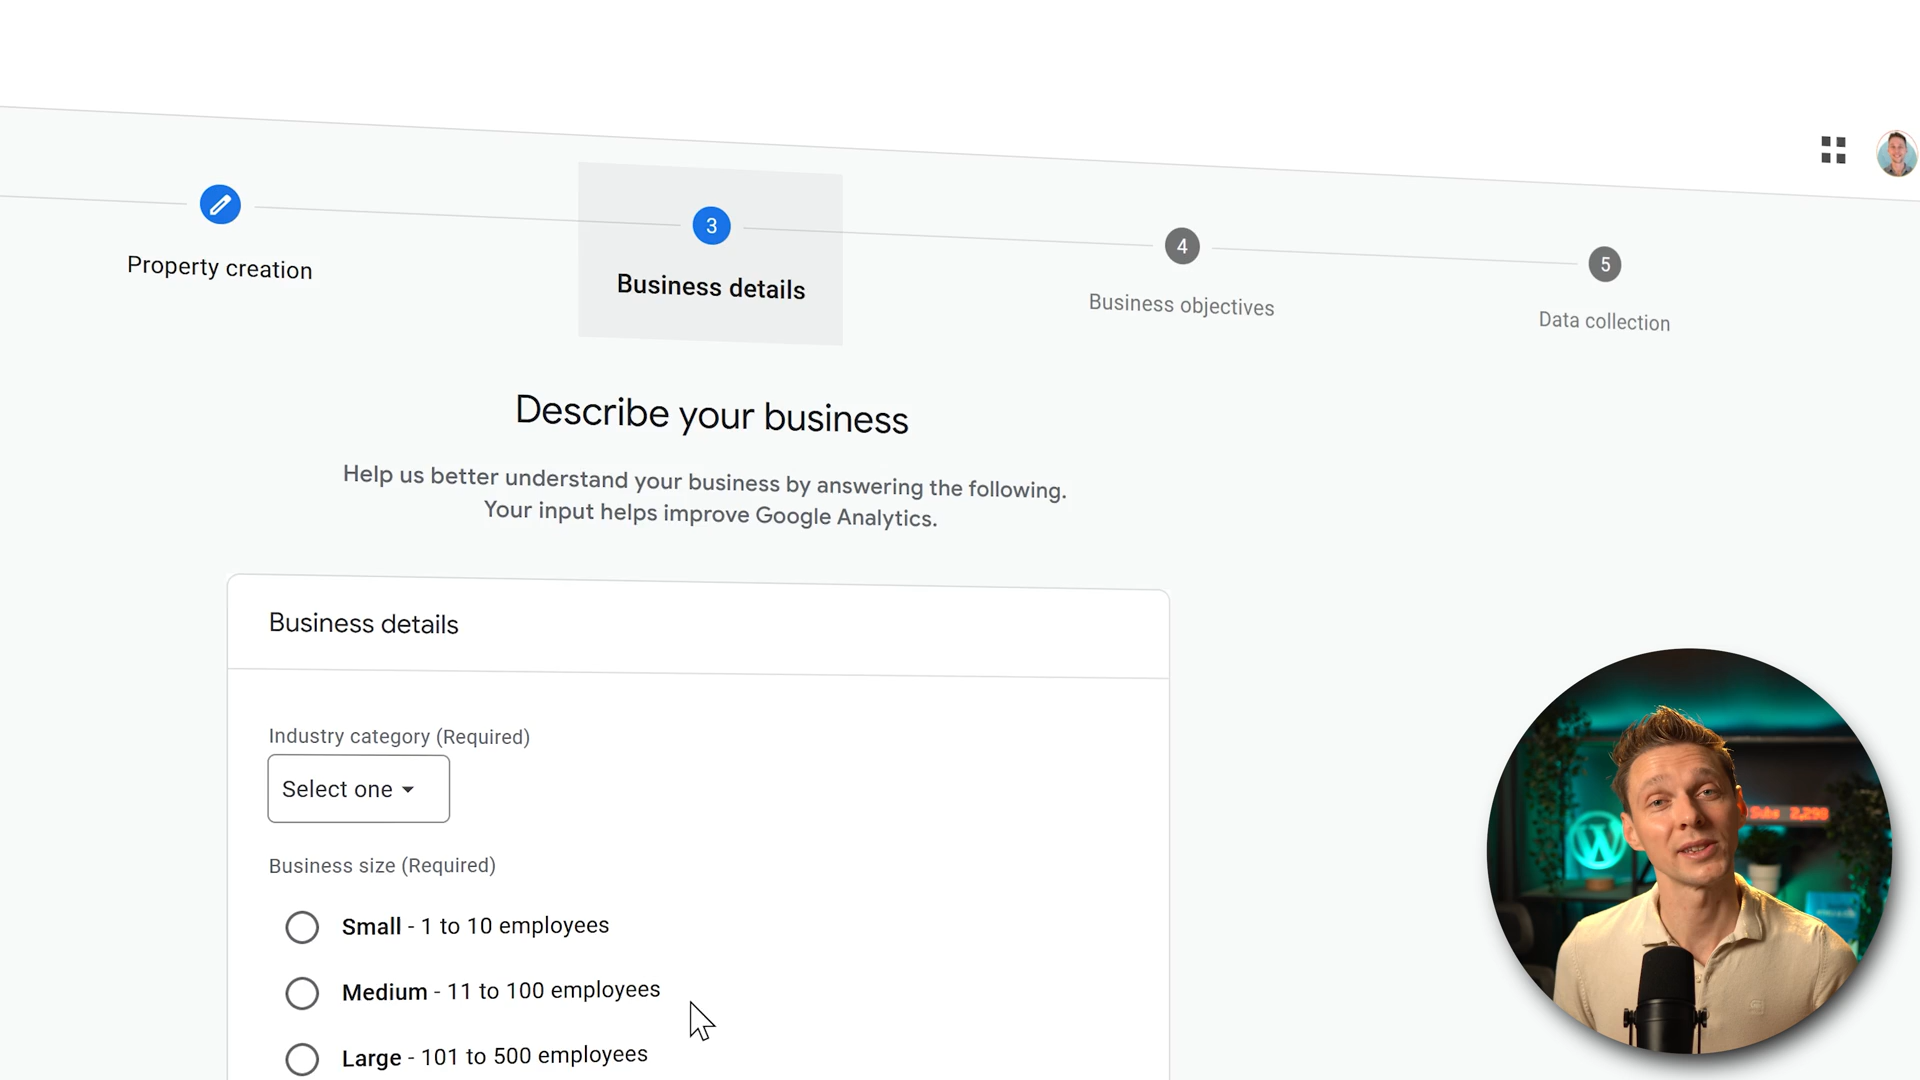 3
4
5
Property creation
Business details
Business objectives
Data collection
Describe your business
Help us better understand your business by answering the following.
Your input helps improve Google Analytics.
Business details
Industry category (Required)
Select one
Business size (Required)
Small - 1 to 10 employees
Medium - 11 to 100 employees
Large - 101 to 500 employees
W